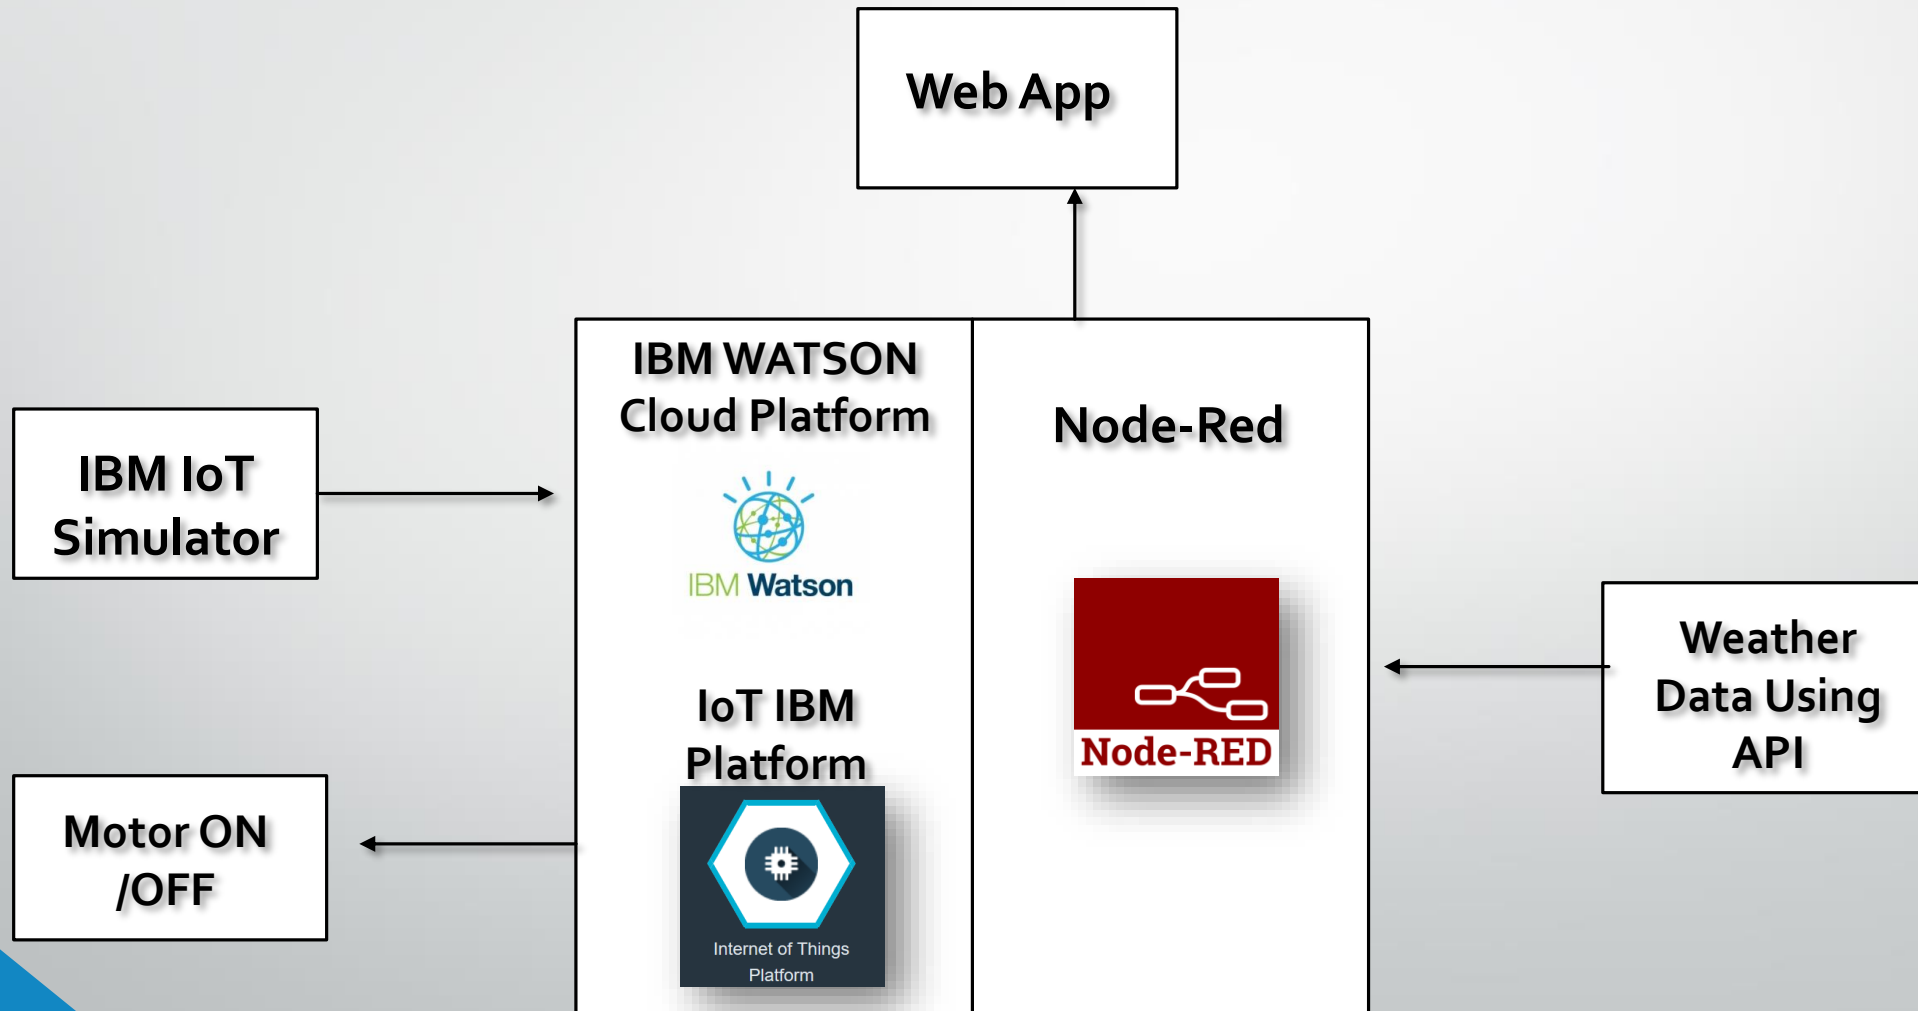 Web App
IBM WATSON
Cloud Platform
IBM Watson
IoT IBM
Platform
Internet of Things
Platform
Node-Red
Node-RED
IBM IoT
Simulator
Motor ON
/OFF
Weather
Data Using
API